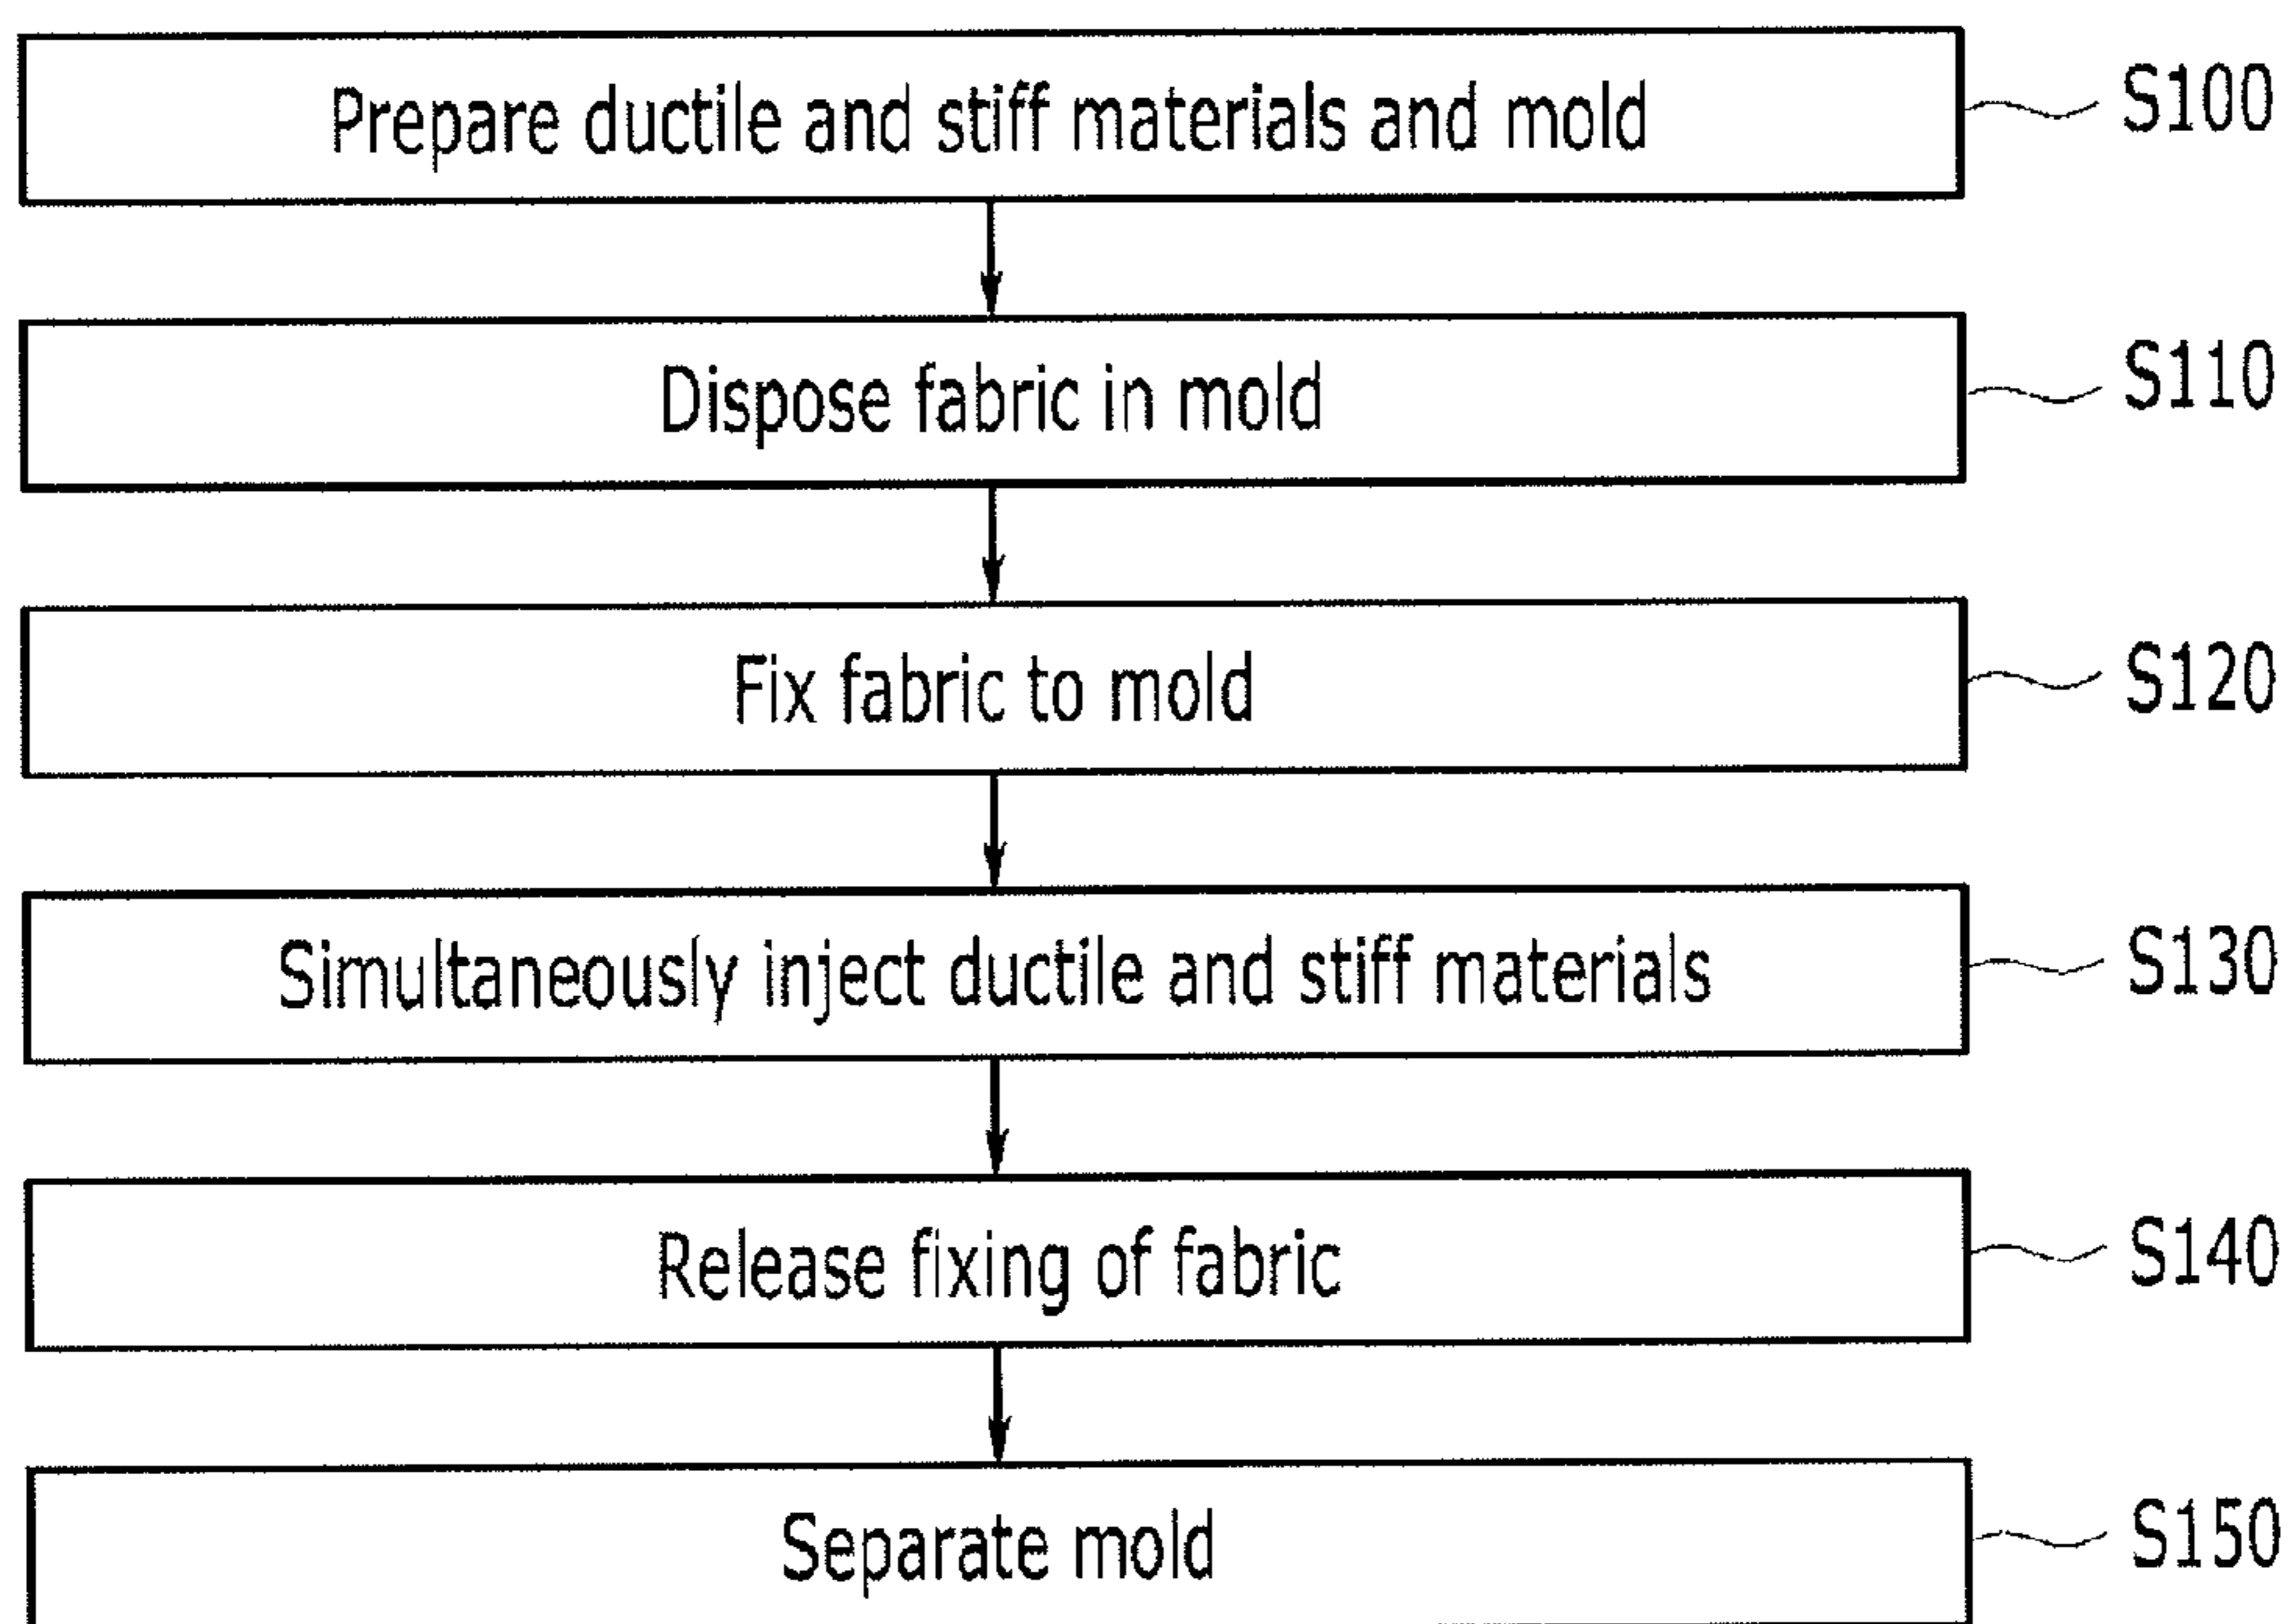 Prepare ductile and stiff materials and mold S100
Dispose fabric in mold S110
Fix fabric to mold S120
Simultaneously inject ductile and stiff materials S130
Release fixing of fabric S140
Separate mold S150